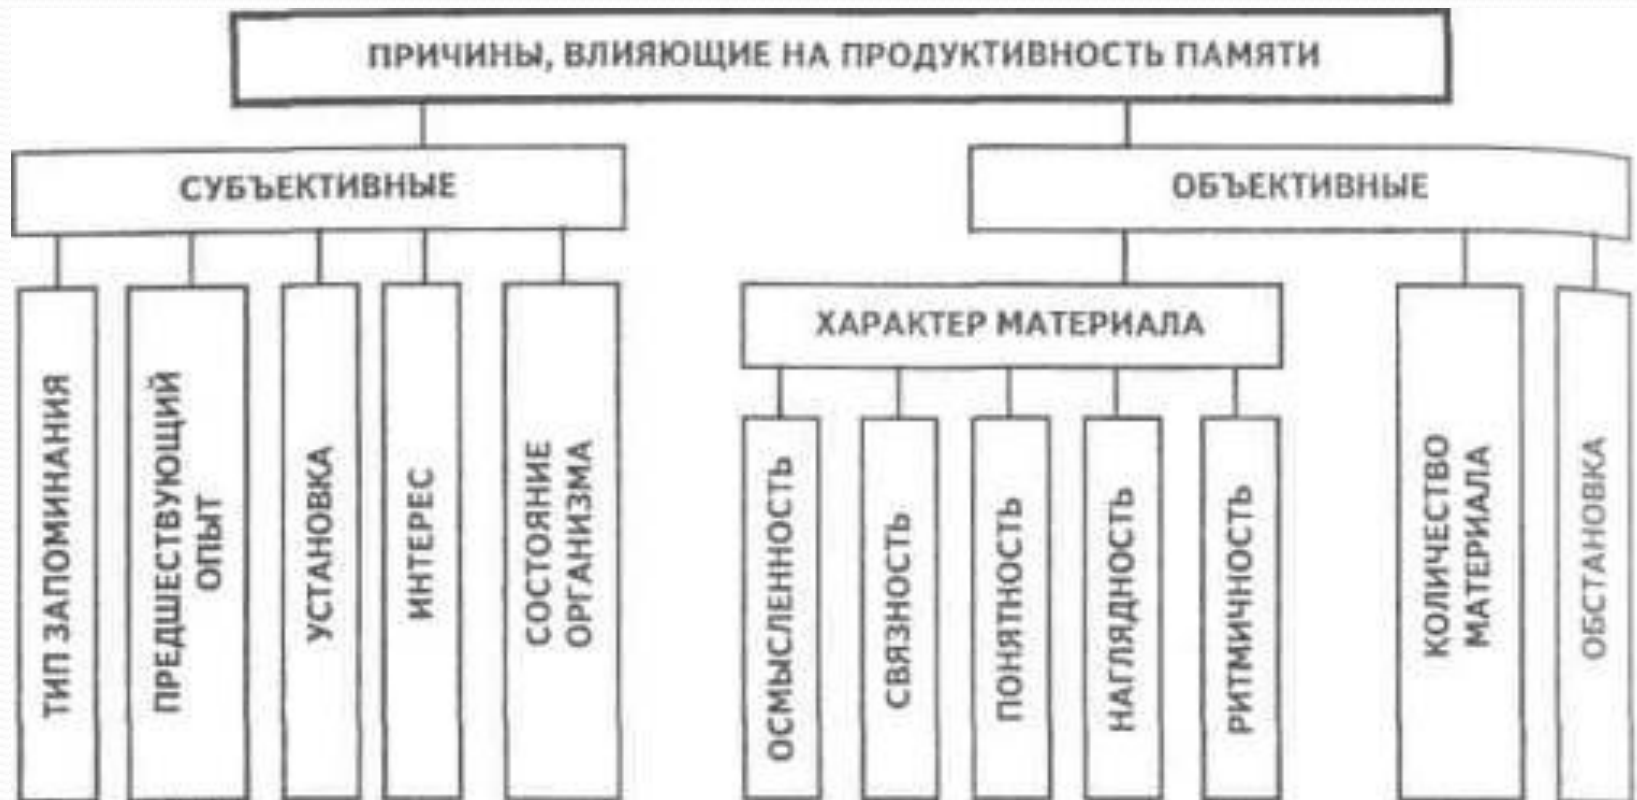 ПРИЧИНЫ, ВЛИЯЮЩИЕ НА ПРОДУКТИВНОСТЬ ПАМЯТИ
СУБЪЕКТИВНЫЕ
ОБЪЕКТИВНЫЕ
ТИП ЗАПОМИНАНИЯ
ПРЕДШЕСТВУЮЩИЙ
ОПЫТ
УСТАНОВКА
ИНТЕРЕС
СОСТОЯНИЕ
ОРГАНИЗМА
ХАРАКТЕР МАТЕРИАЛА
ОСМЫСЛЕННОСТЬ
СВЯЗНОСТЬ
ПОНЯТНОСТЬ
НАГЛЯДНОСТЬ
РИТМИЧНОСТЬ
КОЛИЧЕСТВО
МАТЕРИАЛА
ОБСТАНОВКА